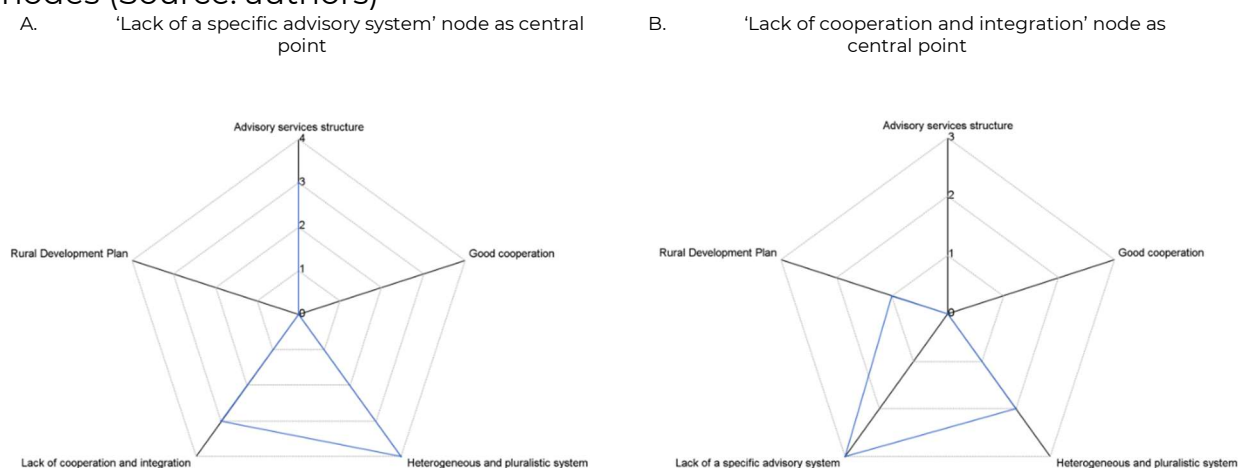 nodes (Source: authors)
A. ‘Lack of a specific advisory system’ node as central
point
B. ‘Lack of cooperation and integration’ node as
central point
Advisory services structure
4
3
2
1
0
Good cooperation
Heterogeneous and pluralistic system
Lack of cooperation and integration
Rural Development Plan
Advisory services structure
3
2
1
0
Good cooperation
Heterogeneous and pluralistic system
Lack of a specific advisory system
Rural Development Plan